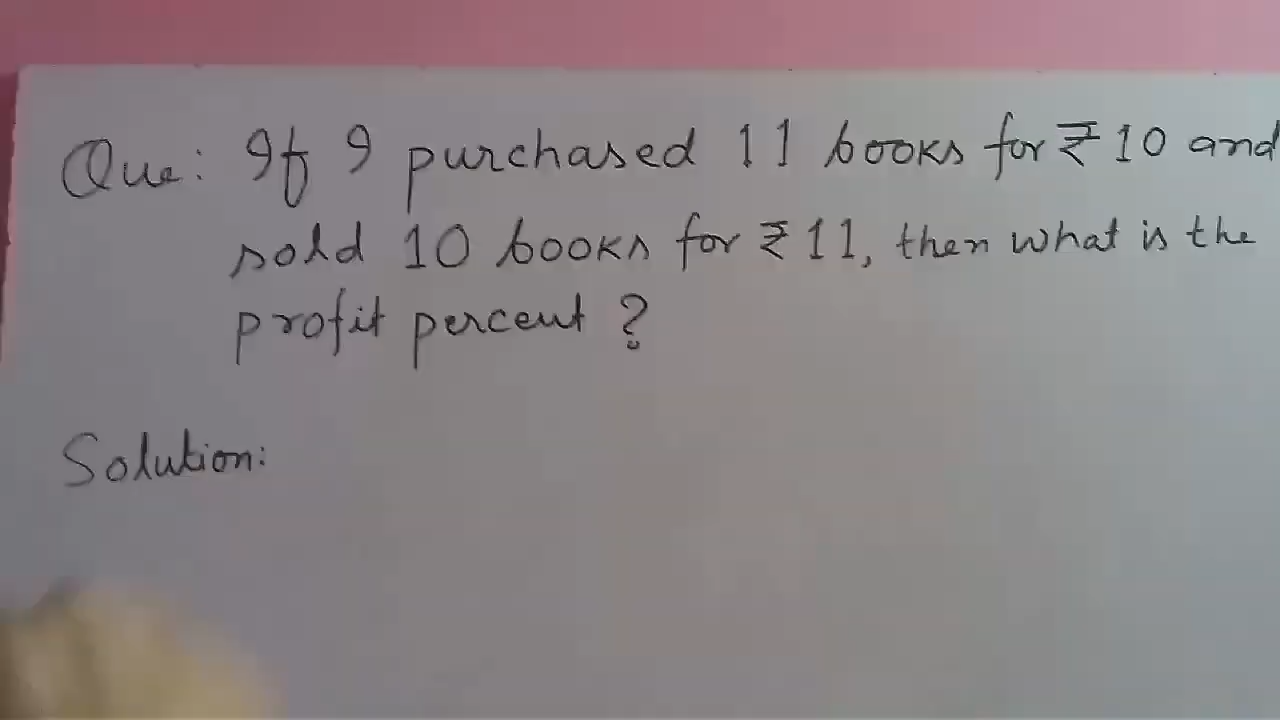 Que: If I purchased 11 books for ₹10 and
sold 10 books for ₹11, then what is the
profit percent ?
Solution: